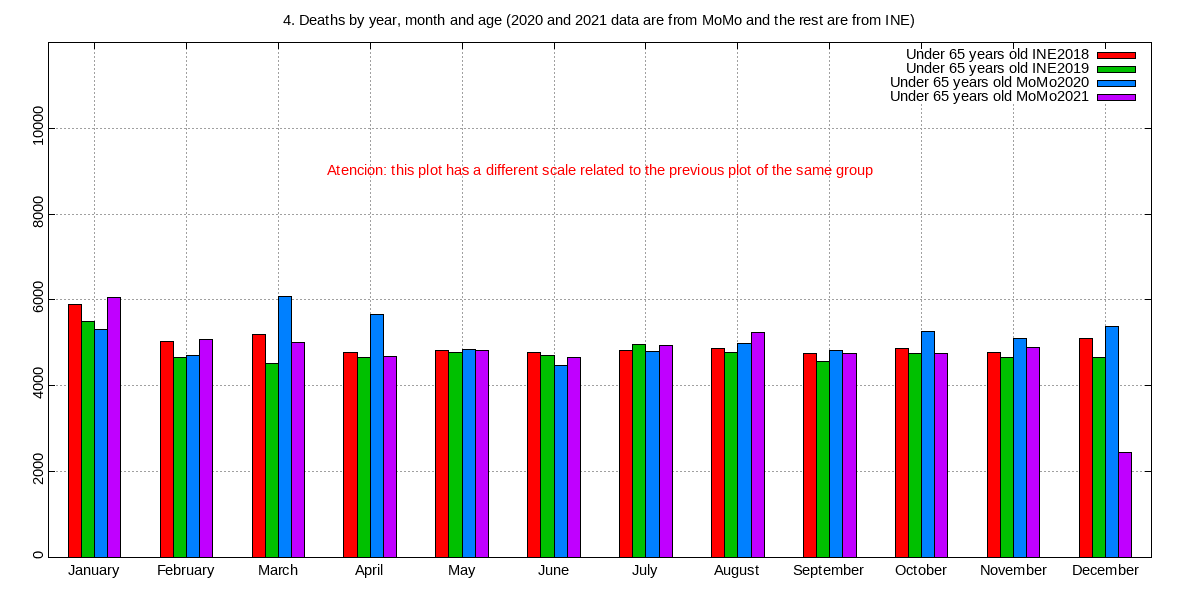 4. Deaths by year, month and age (2020 and 2021 data are from MoMo and the rest are from INE)
Under 65 years old INE2018
Under 65 years old INE2019
Under 65 years old MoMo2020
Under 65 years old MoMo2021
Atencion: this plot has a different scale related to the previous plot of the same group
10000
8000
6000
4000
2000
0
January February March April May June July August September October November December